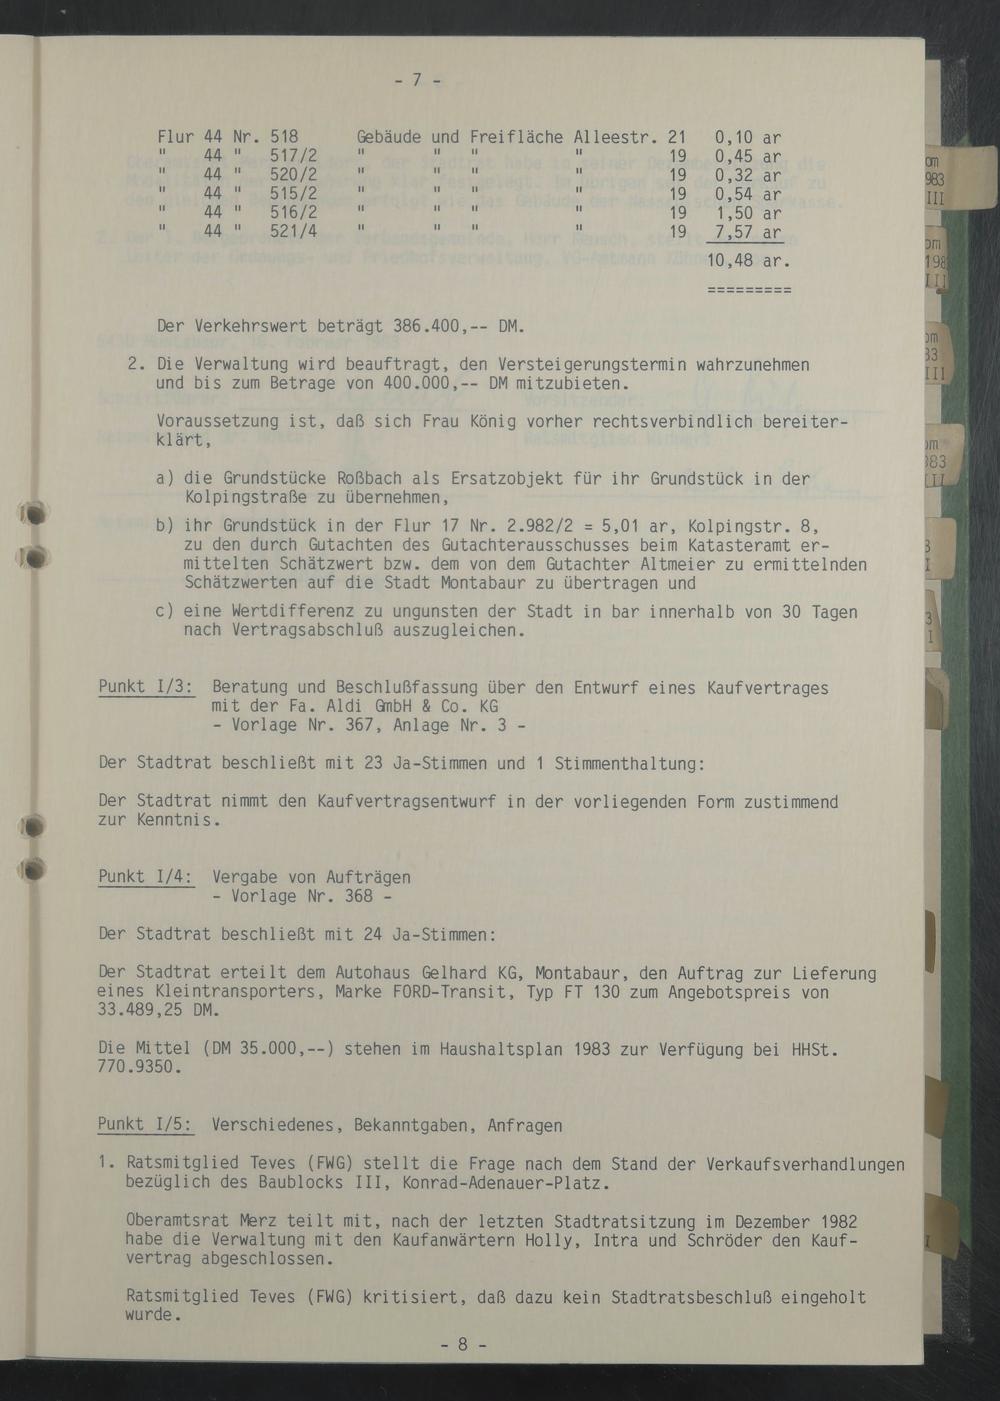 - 7 -
Flur 44 Nr. 518 Gebäude und Freifläche Alleestr. 21 0,10 ar
" 44 " 517/2 " " " " 19 0,45 ar
" 44 " 520/2 " " " " 19 0,32 ar
" 44 " 515/2 " " " " 19 0,54 ar
" 44 " 516/2 " " " " 19 1,50 ar
" 44 " 521/4 " " " " 19 7,57 ar
10,48 ar.
=========
Der Verkehrswert beträgt 386.400,-- DM.
2. Die Verwaltung wird beauftragt, den Versteigerungstermin wahrzunehmen
und bis zum Betrage von 400.000,-- DM mitzubieten.
Voraussetzung ist, daß sich Frau König vorher rechtsverbindlich bereiter-
klärt,
a) die Grundstücke Roßbach als Ersatzobjekt für ihr Grundstück in der
Kolpingstraße zu übernehmen,
b) ihr Grundstück in der Flur 17 Nr. 2.982/2 = 5,01 ar, Kolpingstr. 8,
zu den durch Gutachten des Gutachterausschusses beim Katasteramt er-
mittelten Schätzwert bzw. dem von dem Gutachter Altmeier zu ermittelnden
Schätzwerten auf die Stadt Montabaur zu übertragen und
c) eine Wertdifferenz zu ungunsten der Stadt in bar innerhalb von 30 Tagen
nach Vertragsabschluß auszugleichen.
Punkt I/3: Beratung und Beschlußfassung über den Entwurf eines Kaufvertrages
mit der Fa. Aldi GmbH & Co. KG
- Vorlage Nr. 367, Anlage Nr. 3 -
Der Stadtrat beschließt mit 23 Ja-Stimmen und 1 Stimmenthaltung:
Der Stadtrat nimmt den Kaufvertragsentwurf in der vorliegenden Form zustimmend
zur Kenntnis.
Punkt I/4: Vergabe von Aufträgen
- Vorlage Nr. 368 -
Der Stadtrat beschließt mit 24 Ja-Stimmen:
Der Stadtrat erteilt dem Autohaus Gelhard KG, Montabaur, den Auftrag zur Lieferung
eines Kleintransporters, Marke FORD-Transit, Typ FT 130 zum Angebotspreis von
33.489,25 DM.
Die Mittel (DM 35.000,--) stehen im Haushaltsplan 1983 zur Verfügung bei HHSt.
770.9350.
Punkt I/5: Verschiedenes, Bekanntgaben, Anfragen
1. Ratsmitglied Teves (FWG) stellt die Frage nach dem Stand der Verkaufsverhandlungen
bezüglich des Baublocks III, Konrad-Adenauer-Platz.
Oberamtsrat Merz teilt mit, nach der letzten Stadtratsitzung im Dezember 1982
habe die Verwaltung mit den Kaufanwärtern Holly, Intra und Schröder den Kauf-
vertrag abgeschlossen.
Ratsmitglied Teves (FWG) kritisiert, daß dazu kein Stadtratsbeschluß eingeholt
wurde.
- 8 -